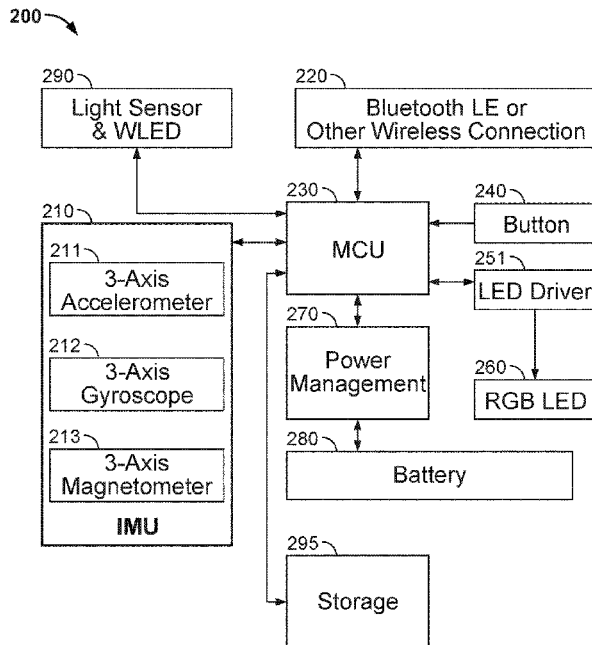 200
290
Light Sensor
& WLED
220
Bluetooth LE or
Other Wireless Connection
230
MCU
240
Button
210
211
3-Axis
Accelerometer
212
3-Axis
Gyroscope
213
3-Axis
Magnetometer
IMU
251
LED Driver
270
Power
Management
260
RGB LED
280
Battery
295
Storage